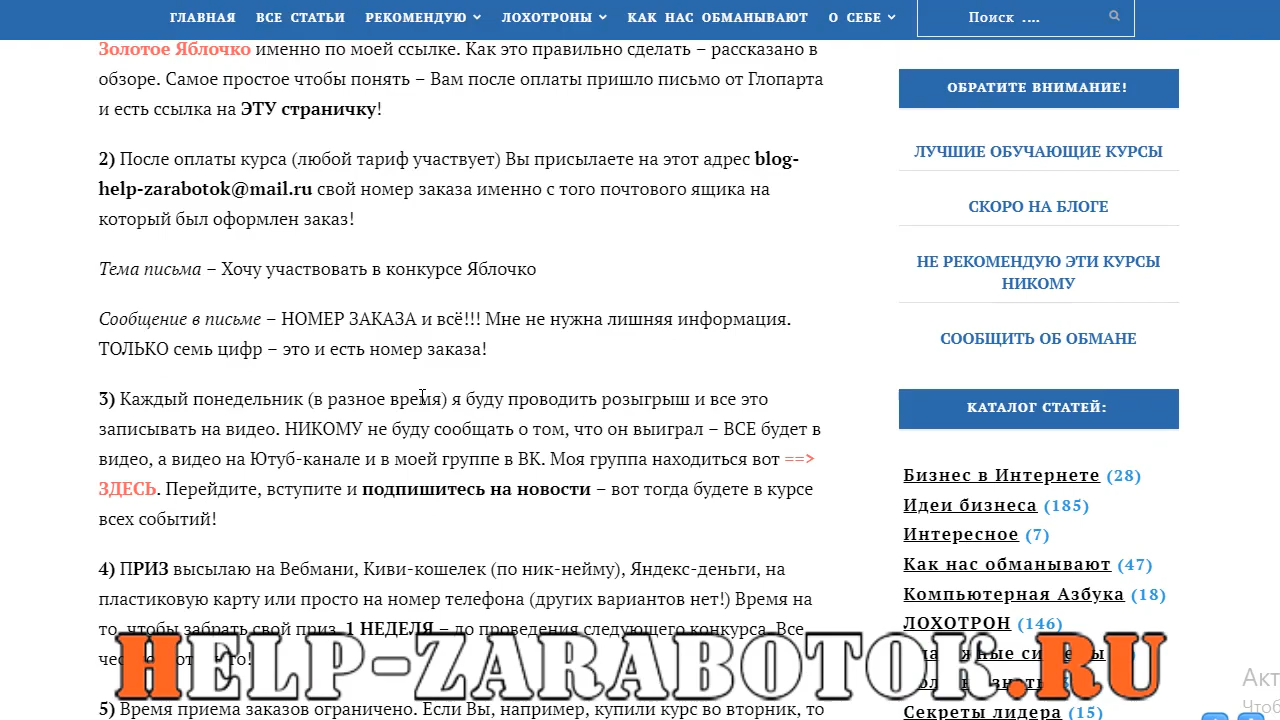 ГЛАВНАЯ ВСЕ СТАТЬИ РЕКОМЕНДУЮ ЛОХОТРОНЫ КАК НАС ОБМАНЫВАЮТ О СЕБЕ Поиск ....
Золотое Яблочко именно по моей ссылке. Как это правильно сделать – рассказано в
обзоре. Самое простое чтобы понять – Вам после оплаты пришло письмо от Глопарта
и есть ссылка на ЭТУ страничку!
2) После оплаты курса (любой тариф участвует) Вы присылаете на этот адрес blog-
help-zarabotok@mail.ru свой номер заказа именно с того почтового ящика на
который был оформлен заказ!
Тема письма – Хочу участвовать в конкурсе Яблочко
Сообщение в письме – НОМЕР ЗАКАЗА и всё!!! Мне не нужна лишняя информация.
ТОЛЬКО семь цифр – это и есть номер заказа!
3) Каждый понедельник (в разное время) я буду проводить розыгрыш и все это
записывать на видео. НИКОМУ не буду сообщать о том, что он выиграл – ВСЕ будет в
видео, а видео на Ютуб-канале и в моей группе в ВК. Моя группа находиться вот ==>
ЗДЕСЬ. Перейдите, вступите и подпишитесь на новости – вот тогда будете в курсе
всех событий!
4) ПРИЗ высылаю на Вебмани, Киви-кошелек (по ник-нейму), Яндекс-деньги, на
пластиковую карту или просто на номер телефона (других вариантов нет!) Время на
то, чтобы забрать свой приз 1 НЕДЕЛЯ – до проведения следующего конкурса. Все
5) Время приема заказов ограничено. Если Вы, например, купили курс во вторник, то
ОБРАТИТЕ ВНИМАНИЕ!
ЛУЧШИЕ ОБУЧАЮЩИЕ КУРСЫ
СКОРО НА БЛОГЕ
НЕ РЕКОМЕНДУЮ ЭТИ КУРСЫ
НИКОМУ
СООБЩИТЬ ОБ ОБМАНЕ
КАТАЛОГ СТАТЕЙ:
Бизнес в Интернете (28)
Идеи бизнеса (185)
Интересное (7)
Как нас обманывают (47)
Компьютерная Азбука (18)
ЛОХОТРОН (146)
Секреты лидера (15)
HELP-ZARABOTOK.RU